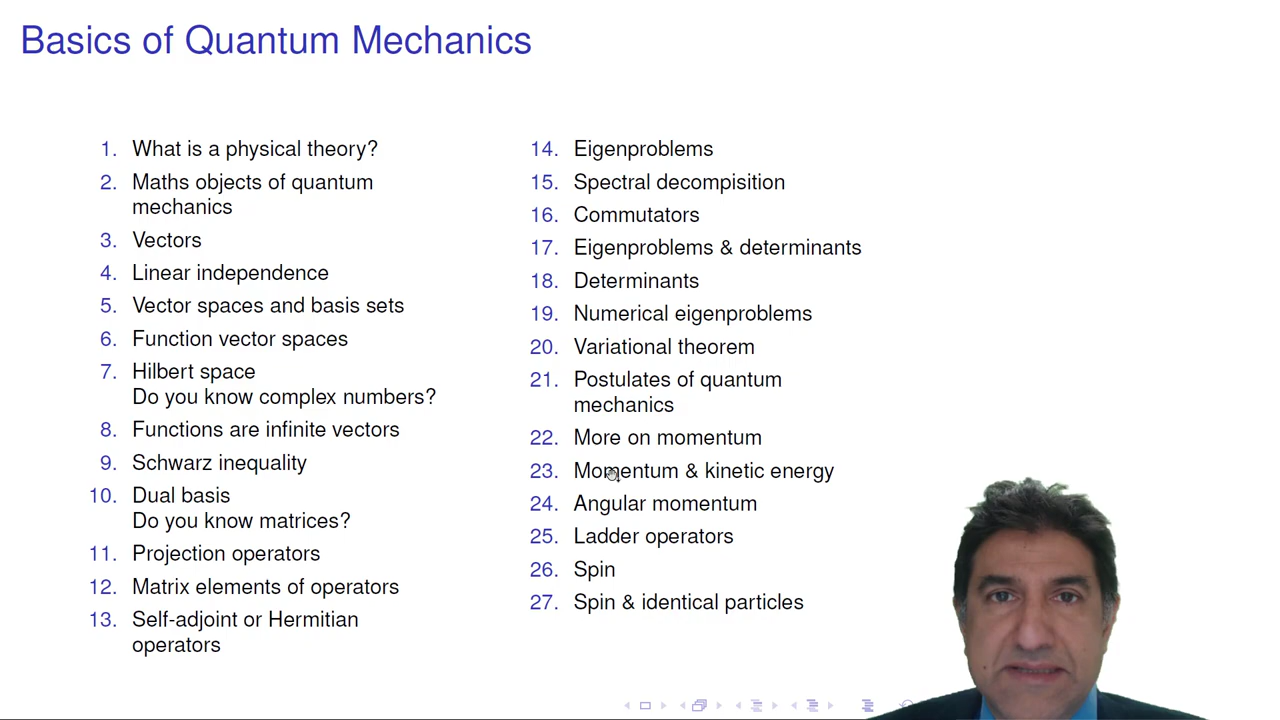 Basics of Quantum Mechanics
1. What is a physical theory?
2. Maths objects of quantum
mechanics
3. Vectors
4. Linear independence
5. Vector spaces and basis sets
6. Function vector spaces
7. Hilbert space
Do you know complex numbers?
8. Functions are infinite vectors
9. Schwarz inequality
10. Dual basis
Do you know matrices?
11. Projection operators
12. Matrix elements of operators
13. Self-adjoint or Hermitian
operators
14. Eigenproblems
15. Spectral decompisition
16. Commutators
17. Eigenproblems & determinants
18. Determinants
19. Numerical eigenproblems
20. Variational theorem
21. Postulates of quantum
mechanics
22. More on momentum
23. Momentum & kinetic energy
24. Angular momentum
25. Ladder operators
26. Spin
27. Spin & identical particles